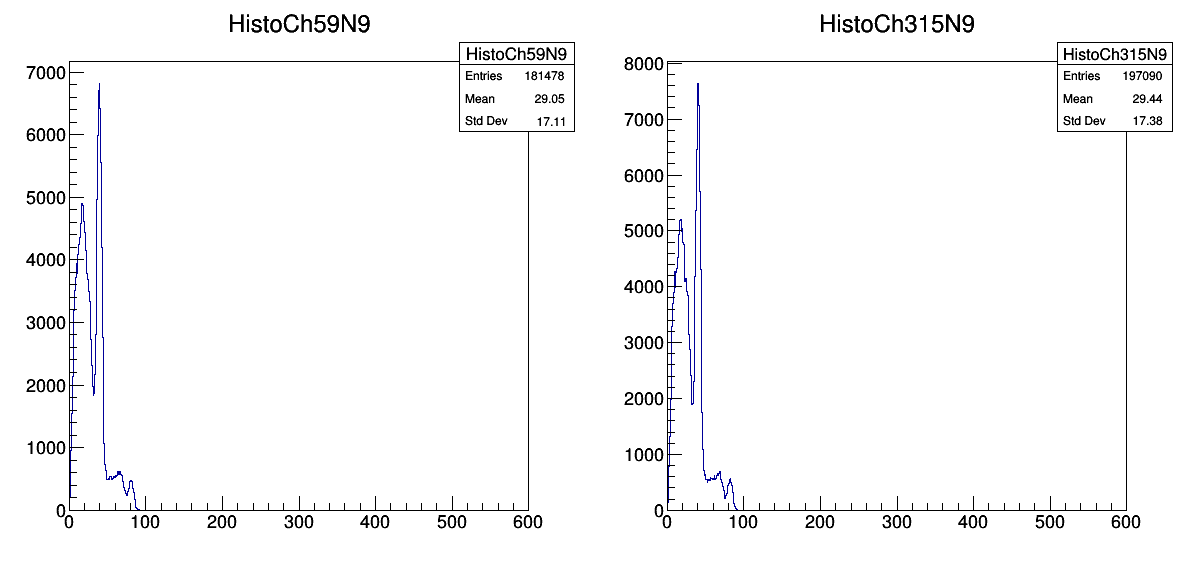 HistoCh59N9
HistoCh59N9
Entries 181478
Mean 29.05
Std Dev 17.11
7000
6000
5000
4000
3000
2000
1000
0
0 100 200 300 400 500 600
HistoCh315N9
HistoCh315N9
Entries 197090
Mean 29.44
Std Dev 17.38
8000
7000
6000
5000
4000
3000
2000
1000
0
0 100 200 300 400 500 600